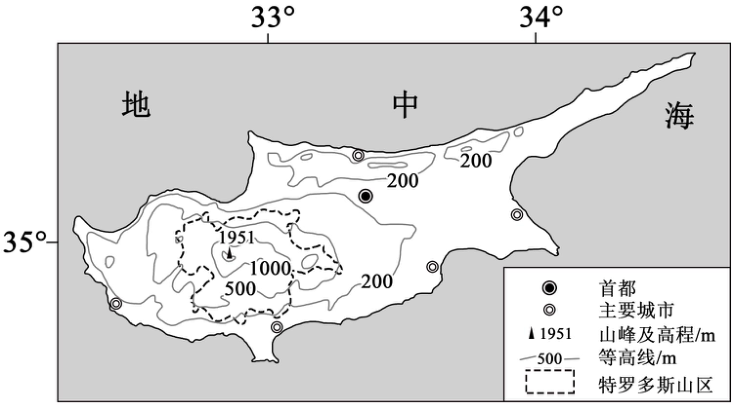 33° 34°
地 中 海
200
200
35°
1951
1000
500
200
首都
主要城市
1951 山峰及高程/m
500 等高线/m
特罗多斯山区